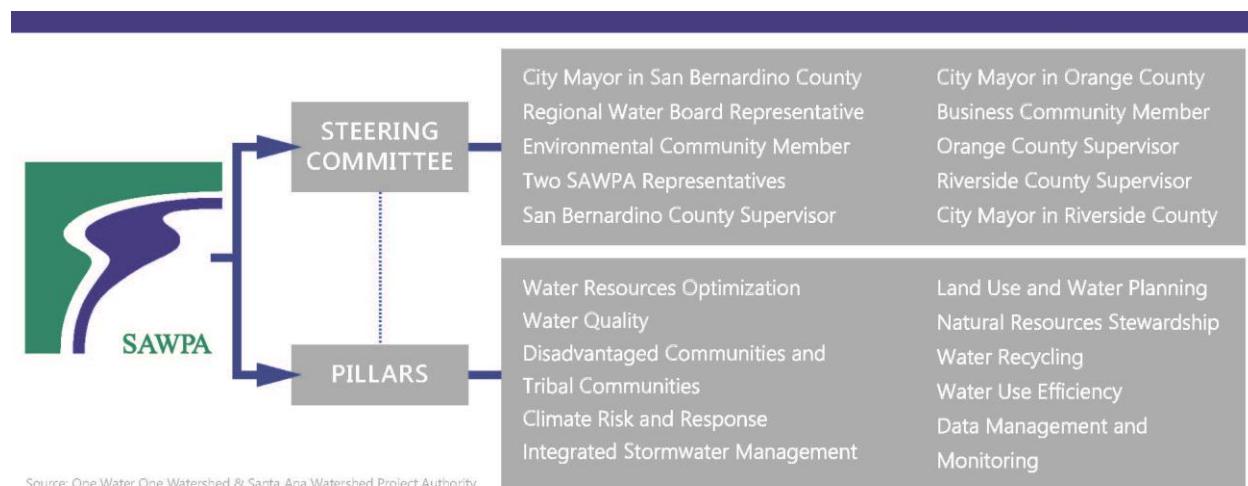 SAWPA
STEERING
COMMITTEE
City Mayor in San Bernardino County
Regional Water Board Representative
Environmental Community Member
Two SAWPA Representatives
San Bernardino County Supervisor
City Mayor in Orange County
Business Community Member
Orange County Supervisor
Riverside County Supervisor
City Mayor in Riverside County
PILLARS
Water Resources Optimization
Water Quality
Disadvantaged Communities and
Tribal Communities
Climate Risk and Response
Integrated Stormwater Management
Land Use and Water Planning
Natural Resources Stewardship
Water Recycling
Water Use Efficiency
Data Management and
Monitoring
Source: One Water One Watershed & Santa Ana Watershed Project Authority